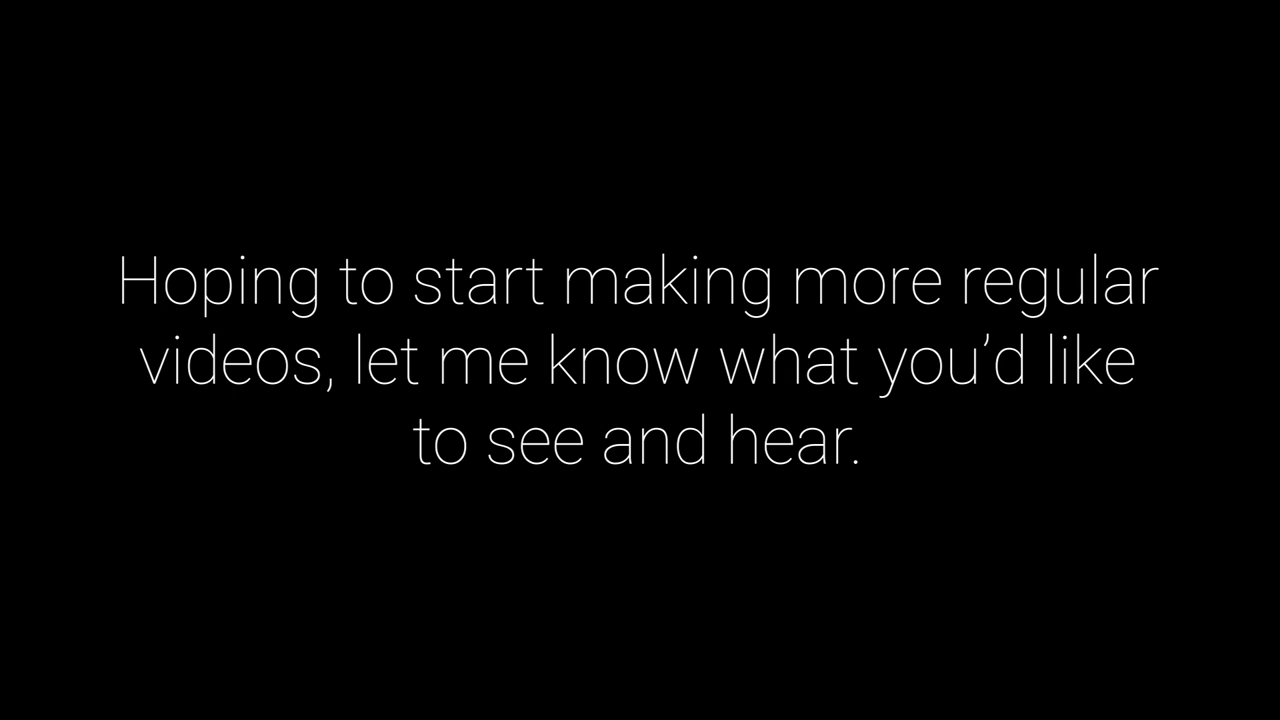 Hoping to start making more regular
videos, let me know what you’d like
to see and hear.